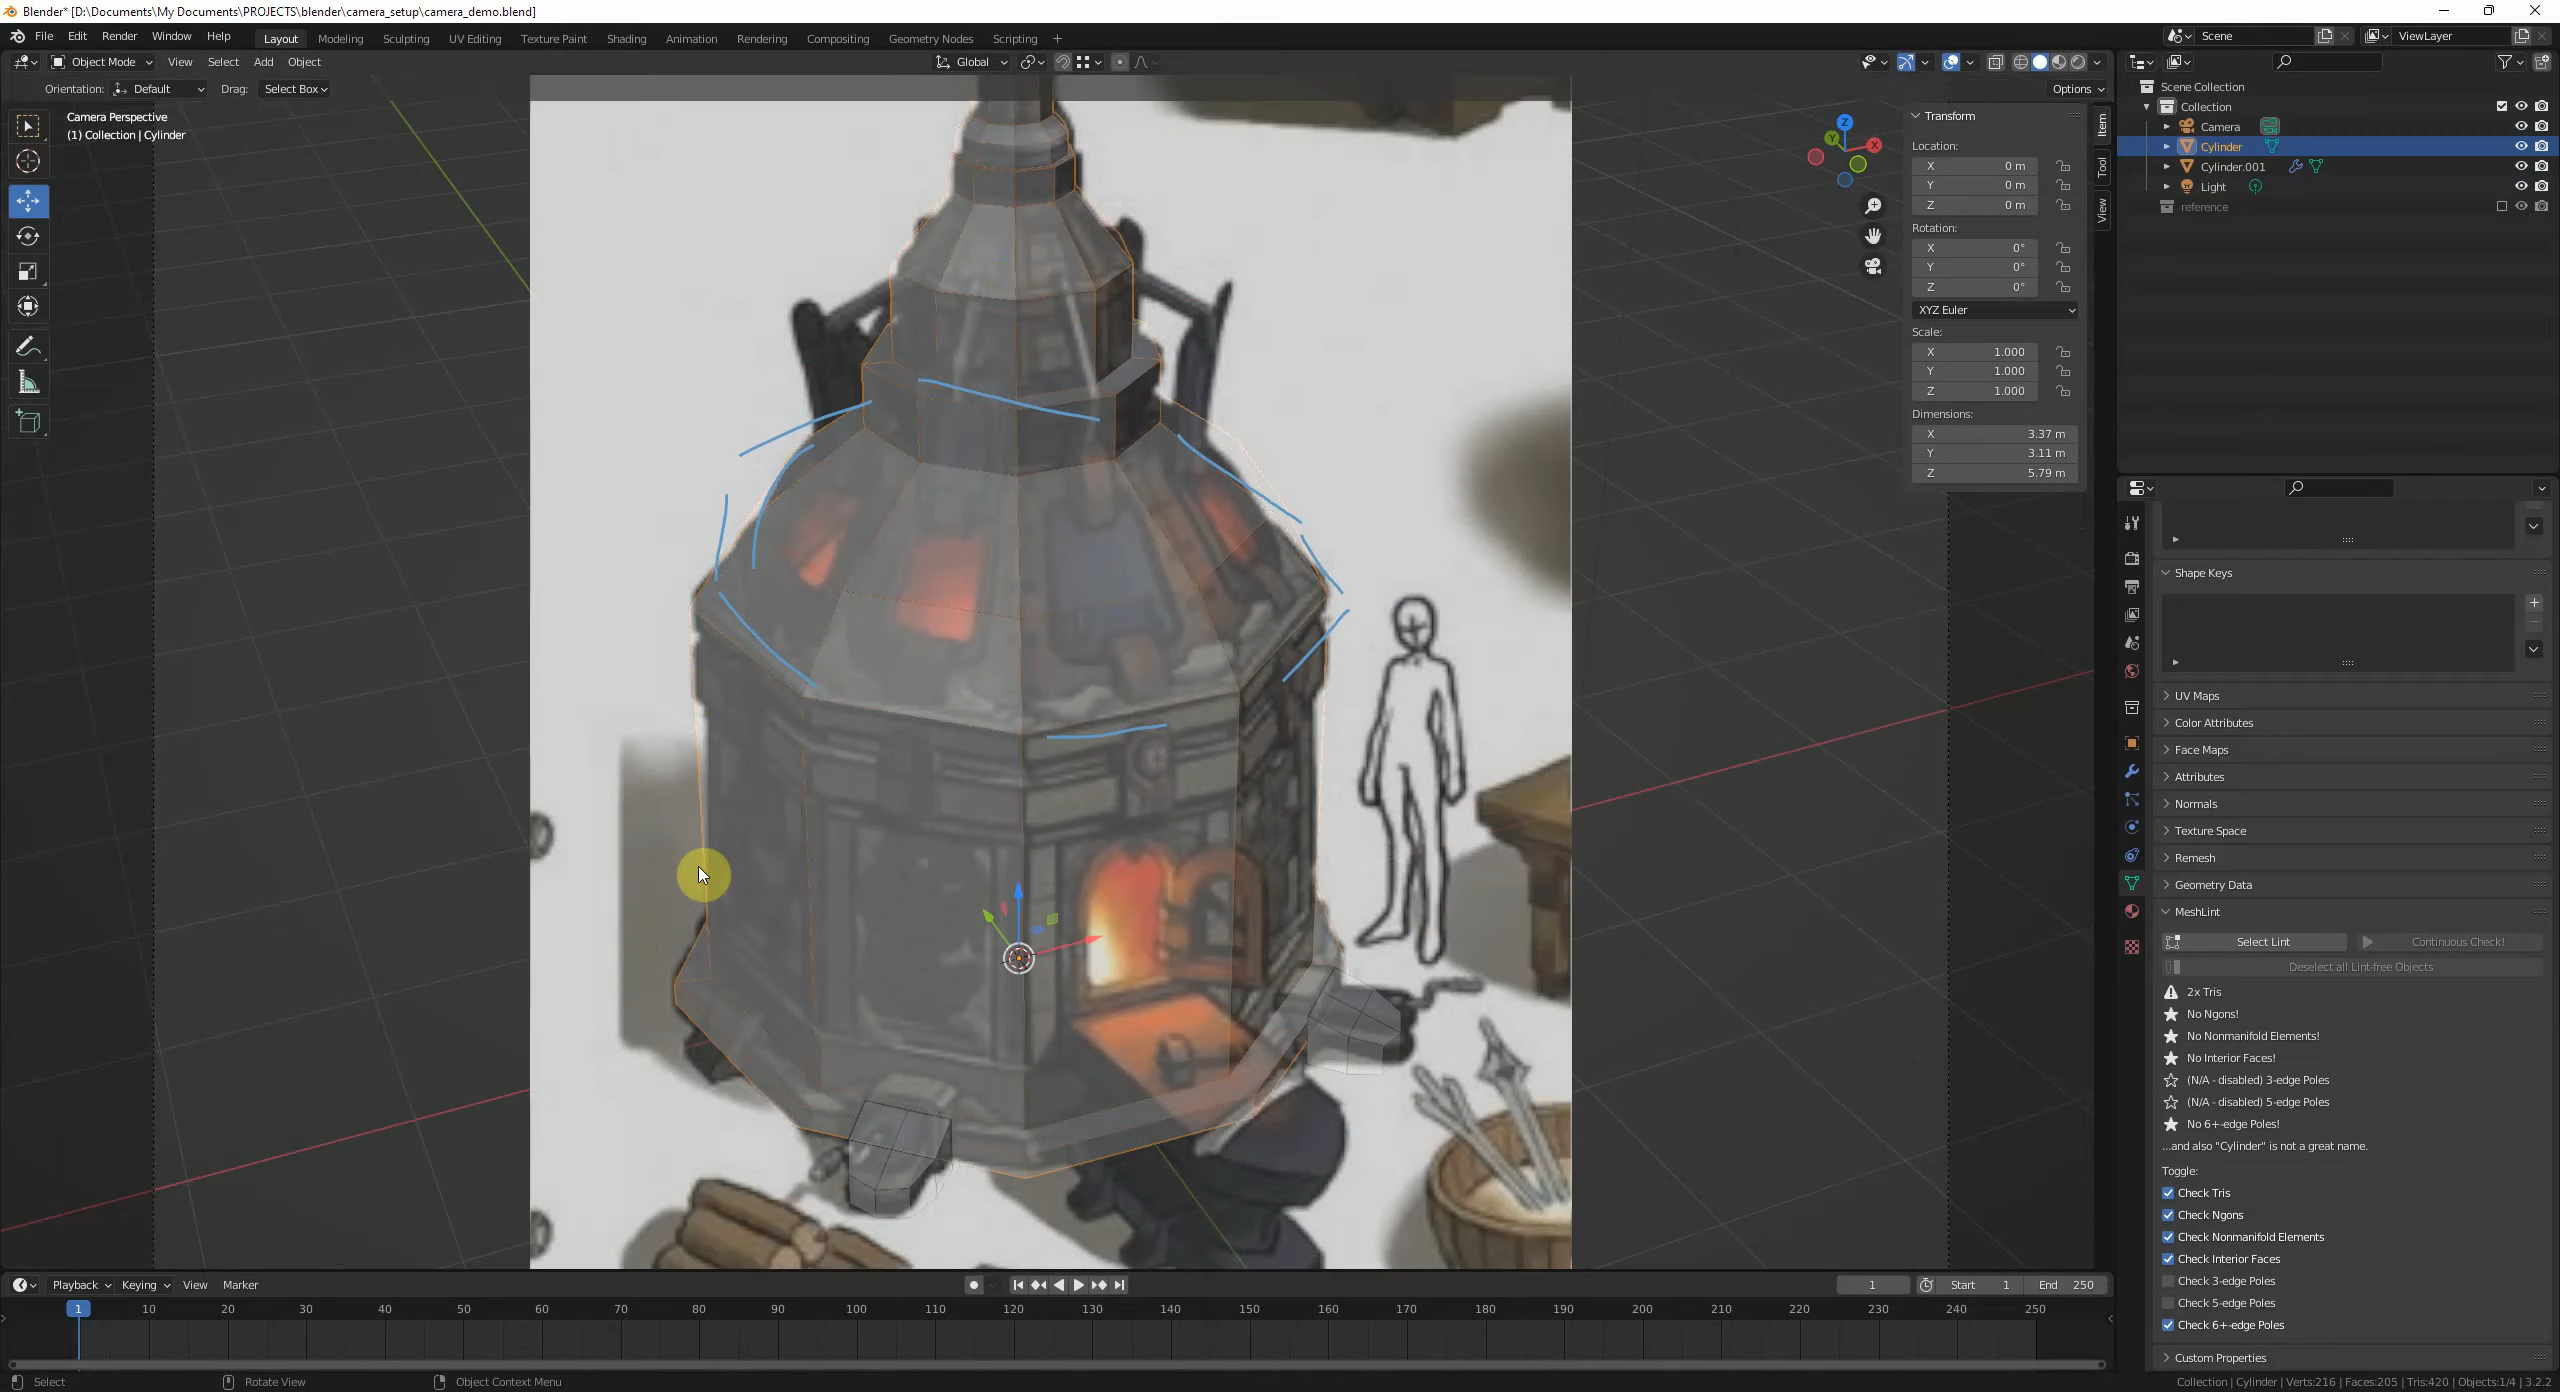 Blender* [D:\Documents\My Documents\PROJECTS\blender\camera_setup\camera_demo.blend]
File Edit Render Window Help Layout Modeling Sculpting UV Editing Texture Paint Shading Animation Rendering Compositing Geometry Nodes Scripting + Scene ViewLayer
Object Mode View Select Add Object Global
Orientation: Default Drag: Select Box Options
Camera Perspective
(1) Collection | Cylinder
Z
Y
X
Transform
Location:
X 0 m
Y 0 m
Z 0 m
Rotation:
X 0°
Y 0°
Z 0°
XYZ Euler
Scale:
X 1.000
Y 1.000
Z 1.000
Dimensions:
X 3.37 m
Y 3.11 m
Z 5.79 m
Item
Tool
View
Scene Collection
Collection
Camera
Cylinder
Cylinder.001
Light
reference
Shape Keys
UV Maps
Color Attributes
Face Maps
Attributes
Normals
Texture Space
Remesh
Geometry Data
MeshLint
Select Lint Continuous Check!
Deselect all Lint-free Objects
2x Tris
No Ngons!
No Nonmanifold Elements!
No Interior Faces!
(N/A - disabled) 3-edge Poles
(N/A - disabled) 5-edge Poles
No 6+-edge Poles!
...and also "Cylinder" is not a great name.
Toggle:
Check Tris
Check Ngons
Check Nonmanifold Elements
Check Interior Faces
Check 3-edge Poles
Check 5-edge Poles
Check 6+-edge Poles
Custom Properties
Playback Keying View Marker 1 Start 1 End 250
1 10 20 30 40 50 60 70 80 90 100 110 120 130 140 150 160 170 180 190 200 210 220 230 240 250
Select Rotate View Object Context Menu
Collection | Cylinder | Verts:216 | Faces:205 | Tris:420 | Objects:1/4 | 3.2.2